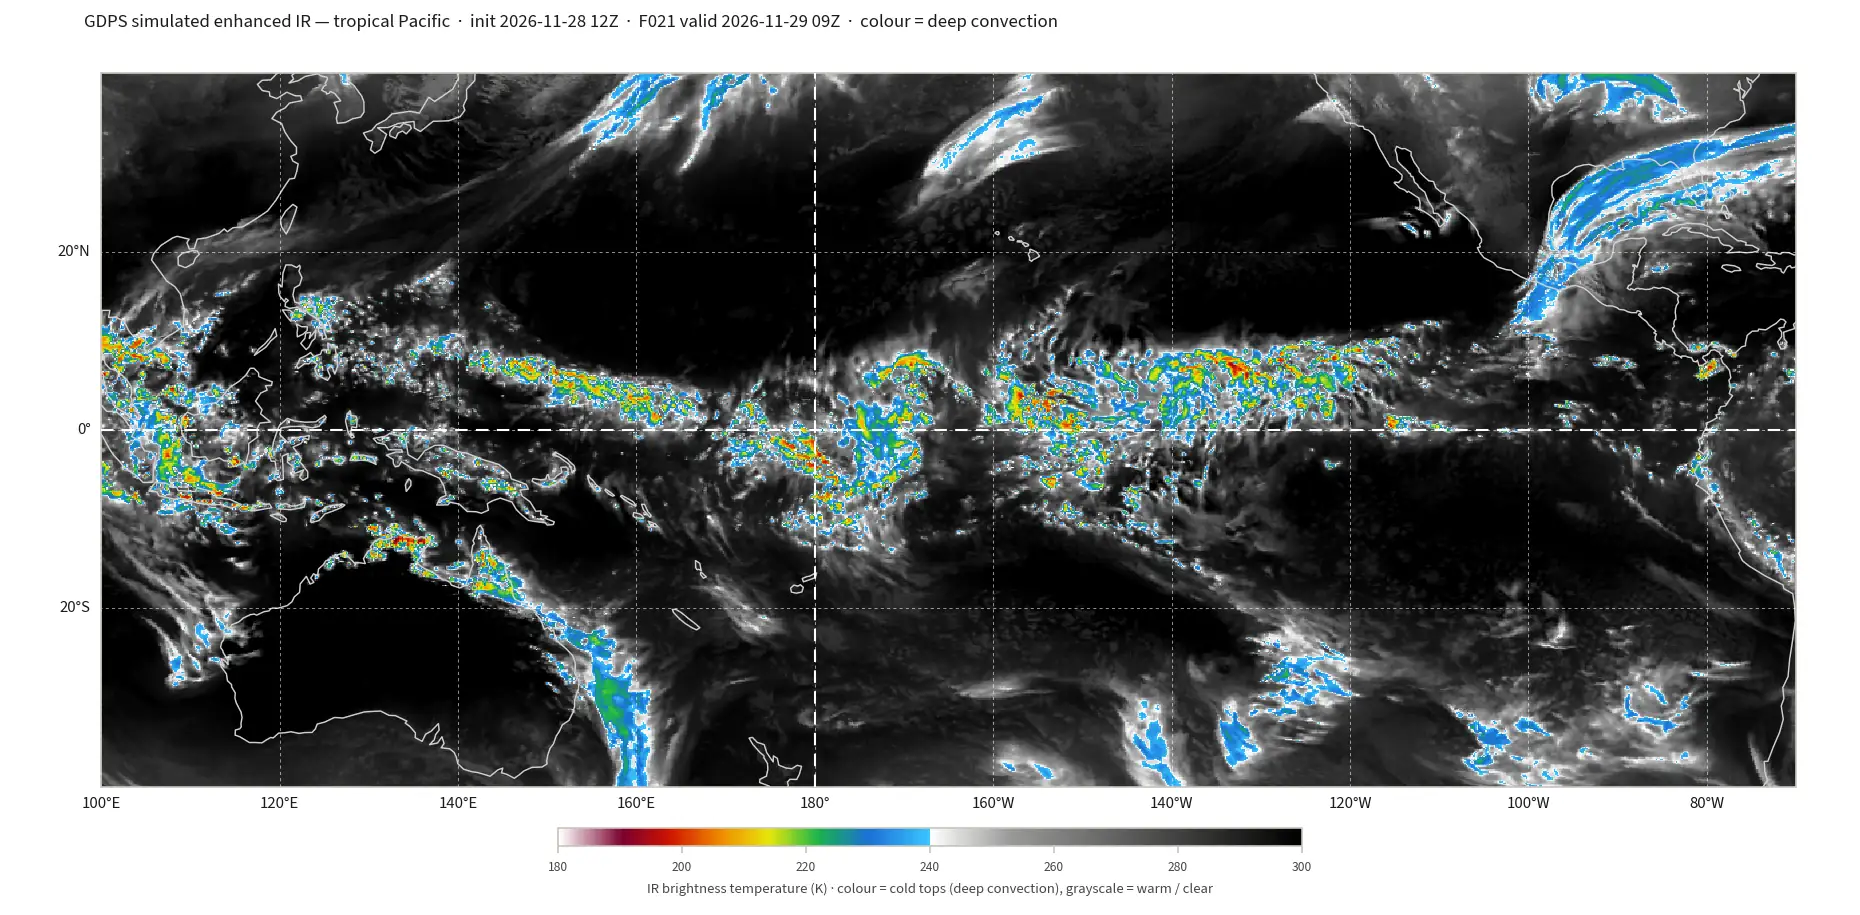 GDPS simulated enhanced IR — tropical Pacific · init 2026-11-28 12Z · F021 valid 2026-11-29 09Z · colour = deep convection
20°N
0°
20°S
100°E 120°E 140°E 160°E 180° 160°W 140°W 120°W 100°W 80°W
180 200 220 240 260 280 300
IR brightness temperature (K) · colour = cold tops (deep convection), grayscale = warm / clear